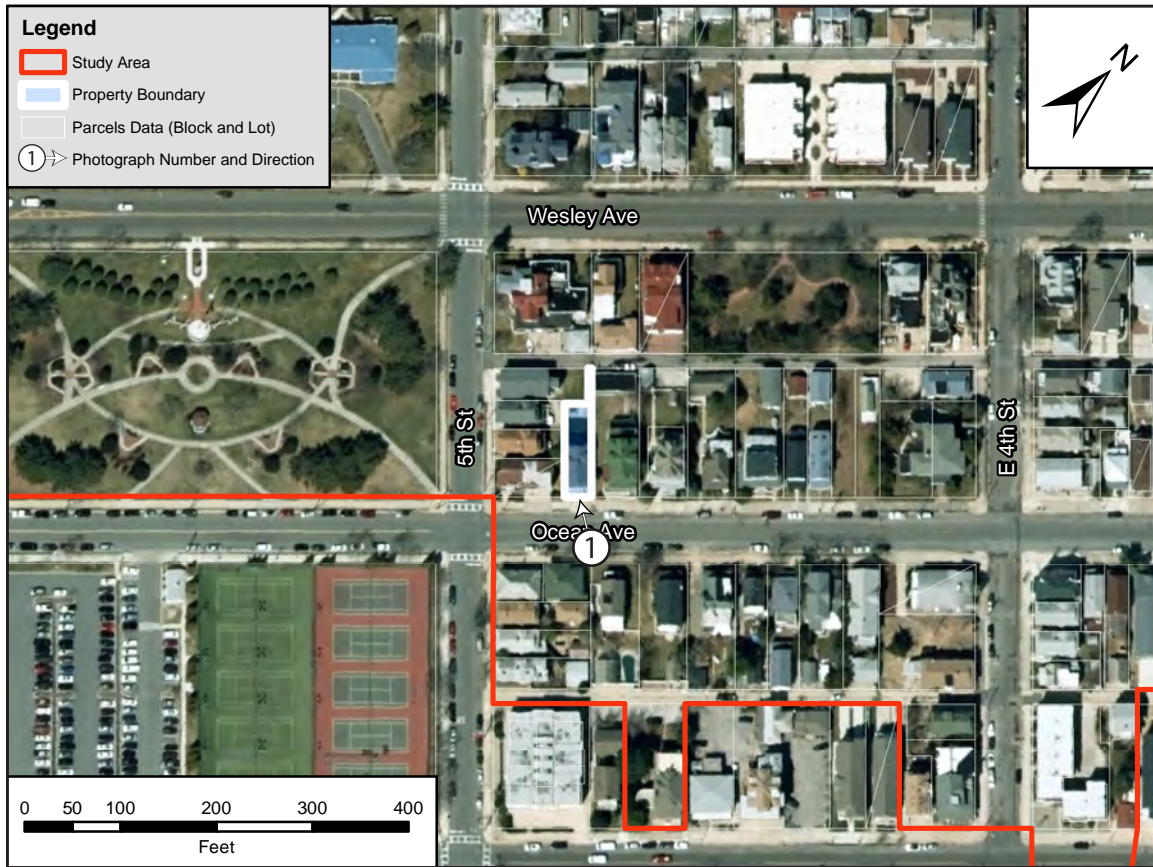 Legend
Study Area
Property Boundary
Parcels Data (Block and Lot)
1 Photograph Number and Direction
N
Wesley Ave
5th St
E 4th St
Ocean Ave
1
0 50 100 200 300 400
Feet